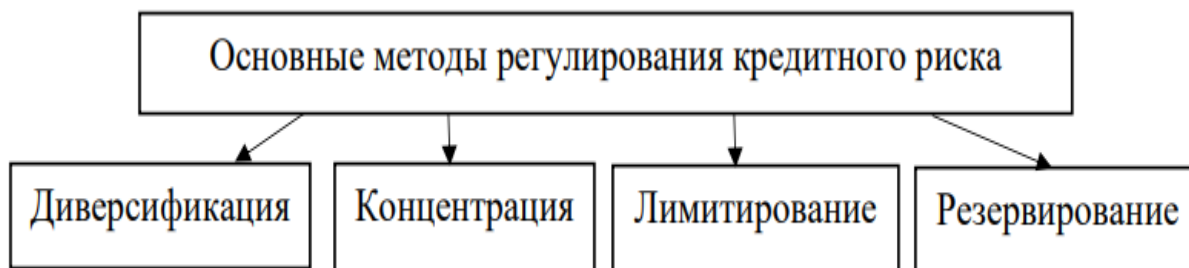 Основные методы регулирования кредитного риска
Диверсификация
Концентрация
Лимитирование
Резервирование